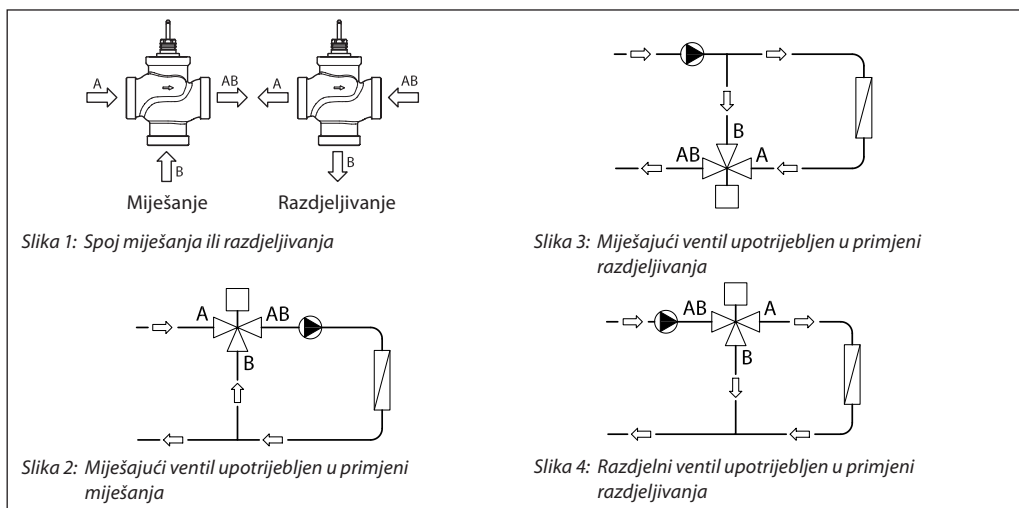 A
AB
B
Miješanje
A
AB
B
Razdjeljivanje
Slika 1: Spoj miješanja ili razdjeljivanja
A
AB
B
Slika 2: Miješajući ventil upotrijebljen u primjeni
miješanja
B
AB
A
Slika 3: Miješajući ventil upotrijebljen u primjeni
razdjeljivanja
AB
A
B
Slika 4: Razdjelni ventil upotrijebljen u primjeni
razdjeljivanja